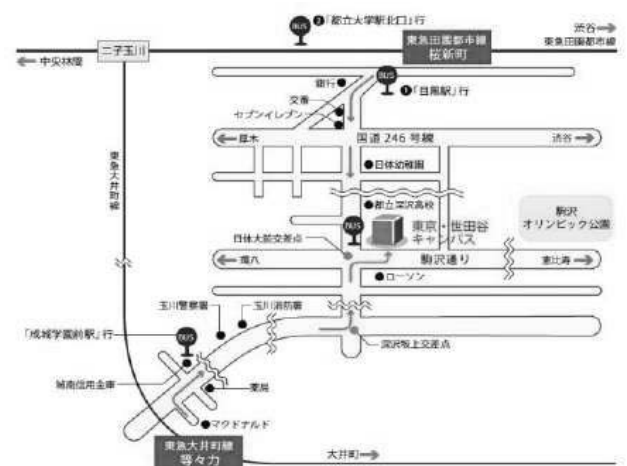 ❷「都立大学駅北口」行
BUS
渋谷→
東急田園都市線
二子玉川
東急田園都市線
桜新町
←中央林間
銀行
BUS
❶「目黒駅」行
交番
セブンイレブン
←厚木
国道246号線
渋谷→
東急大井町線
日体幼稚園
都立深沢高校
BUS
東京・世田谷
キャンパス
駒沢
オリンピック公園
日体大前交差点
←環八
駒沢通り
恵比寿→
ローソン
玉川警察署
玉川消防署
「成城学園前駅」行
BUS
深沢坂上交差点
城南信用金庫
薬局
マクドナルド
東急大井町線
等々力
大井町→